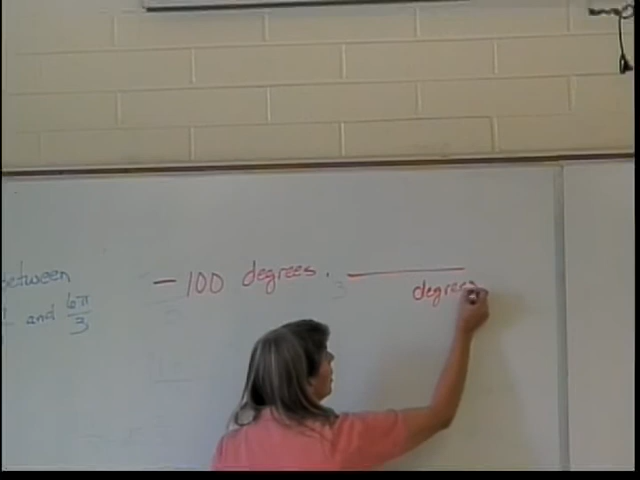 between
and 6π/3
- 100 degrees . ———
degrees